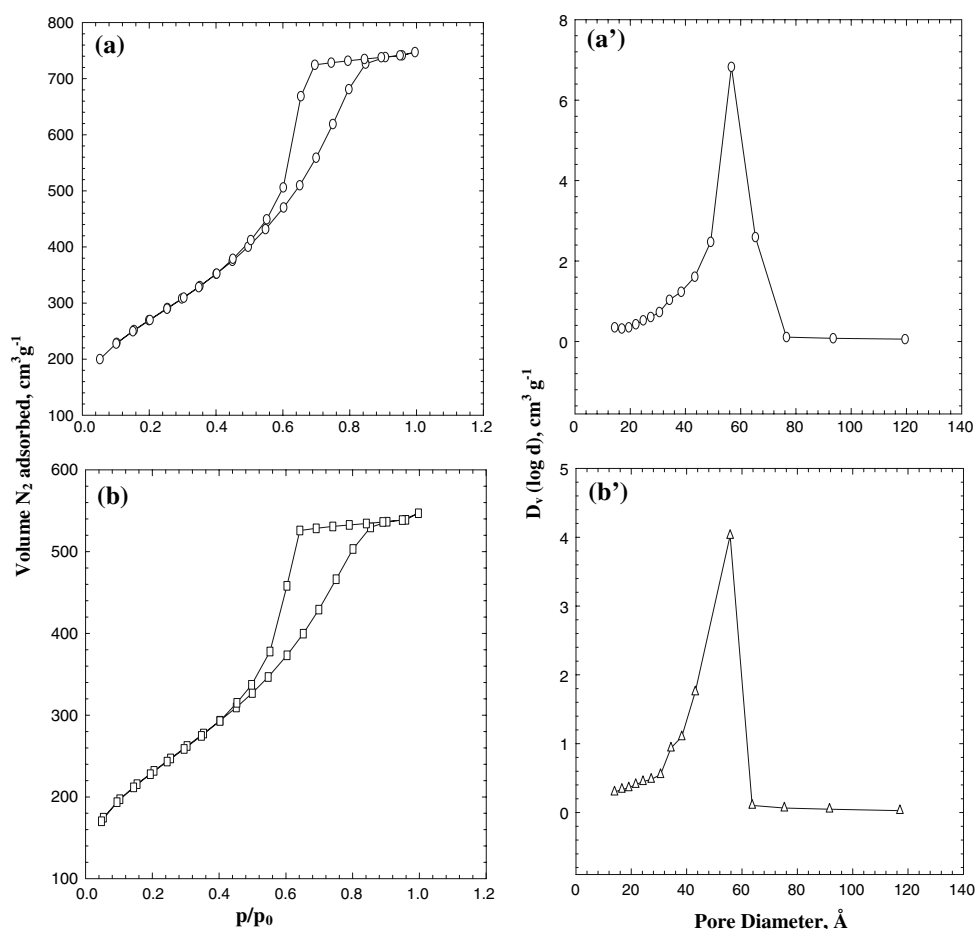 (a)
800
700
600
500
400
300
200
100
0.0 0.2 0.4 0.6 0.8 1.0 1.2
(a’)
8
6
4
2
0
0 20 40 60 80 100 120 140
Volume N₂ adsorbed, cm³g⁻¹
Dᵥ (log d), cm³ g⁻¹
(b)
600
500
400
300
200
100
0.0 0.2 0.4 0.6 0.8 1.0 1.2
p/p₀
(b’)
5
4
3
2
1
0
0 20 40 60 80 100 120 140
Pore Diameter, Å